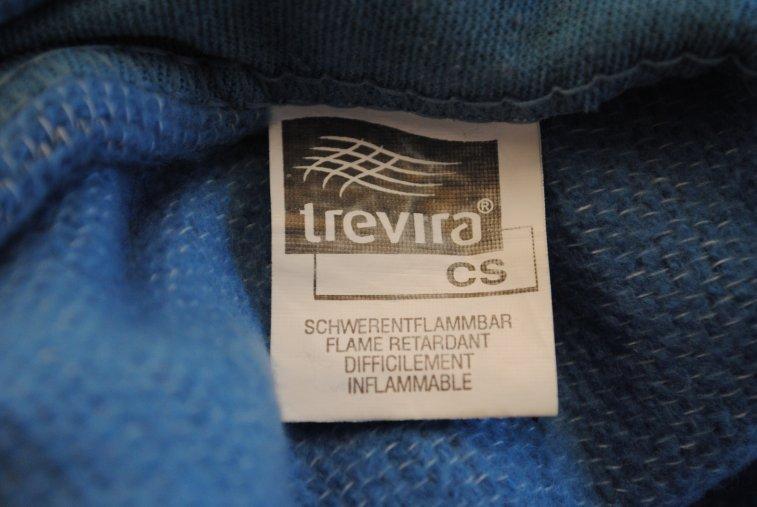 trevira®
CS
SCHWERENTFLAMMBAR
FLAME RETARDANT
DIFFICILEMENT
INFLAMMABLE